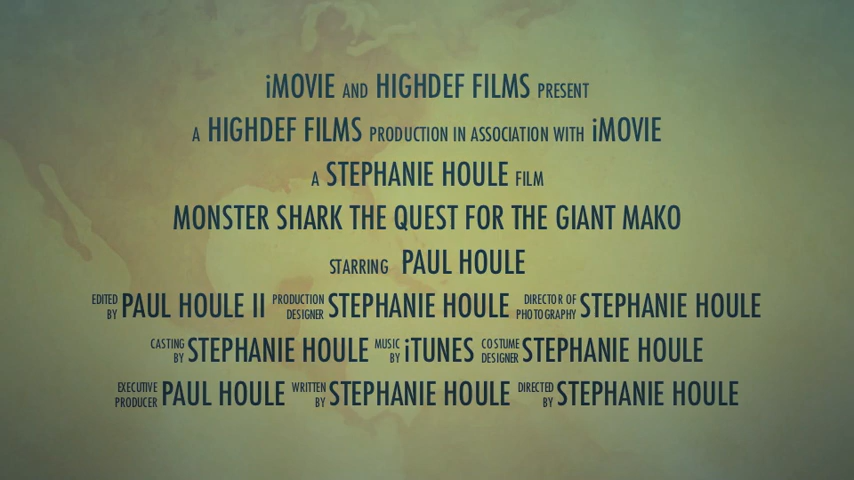 iMOVIE AND HIGHDEF FILMS PRESENT
A HIGHDEF FILMS PRODUCTION IN ASSOCIATION WITH iMOVIE
A STEPHANIE HOULE FILM
MONSTER SHARK THE QUEST FOR THE GIANT MAKO
STARRING PAUL HOULE
EDITED BY PAUL HOULE II PRODUCTION DESIGNER STEPHANIE HOULE DIRECTOR OF PHOTOGRAPHY STEPHANIE HOULE
CASTING BY STEPHANIE HOULE MUSIC BY iTUNES COSTUME DESIGNER STEPHANIE HOULE
EXECUTIVE PRODUCER PAUL HOULE WRITTEN BY STEPHANIE HOULE DIRECTED BY STEPHANIE HOULE